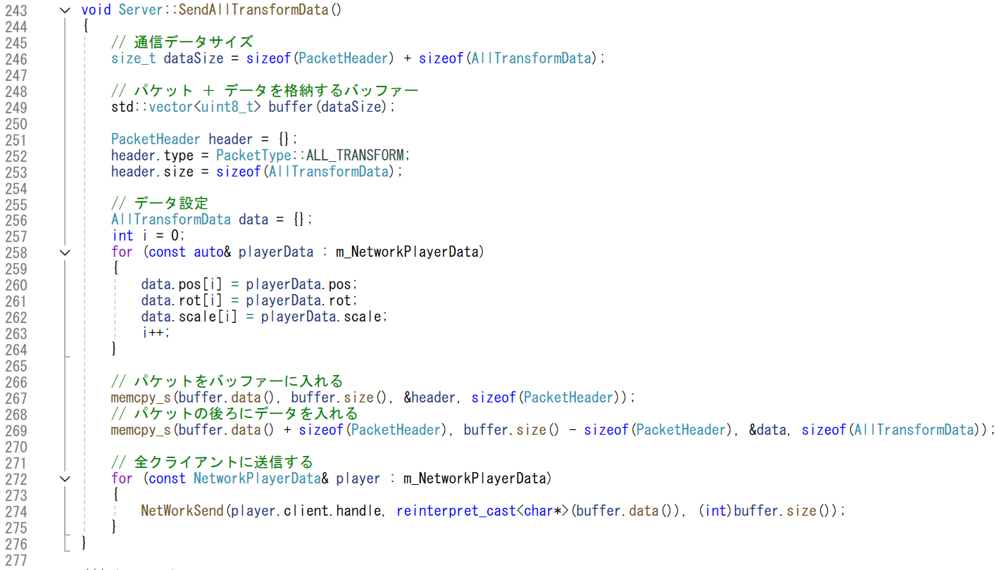 243 void Server::SendAllTransformData()
244 {
245 // 通信データサイズ
246 size_t dataSize = sizeof(PacketHeader) + sizeof(AllTransformData);
247
248 // パケット ＋ データを格納するバッファー
249 std::vector<uint8_t> buffer(dataSize);
250
251 PacketHeader header = {};
252 header.type = PacketType::ALL_TRANSFORM;
253 header.size = sizeof(AllTransformData);
254
255 // データ設定
256 AllTransformData data = {};
257 int i = 0;
258 for (const auto& playerData : m_NetworkPlayerData)
259 {
260 data.pos[i] = playerData.pos;
261 data.rot[i] = playerData.rot;
262 data.scale[i] = playerData.scale;
263 i++;
264 }
265
266 // パケットをバッファーに入れる
267 memcpy_s(buffer.data(), buffer.size(), &header, sizeof(PacketHeader));
268 // パケットの後ろにデータを入れる
269 memcpy_s(buffer.data() + sizeof(PacketHeader), buffer.size() - sizeof(PacketHeader), &data, sizeof(AllTransformData));
270
271 // 全クライアントに送信する
272 for (const NetworkPlayerData& player : m_NetworkPlayerData)
273 {
274 NetWorkSend(player.client.handle, reinterpret_cast<char*>(buffer.data()), (int)buffer.size());
275 }
276 }
277